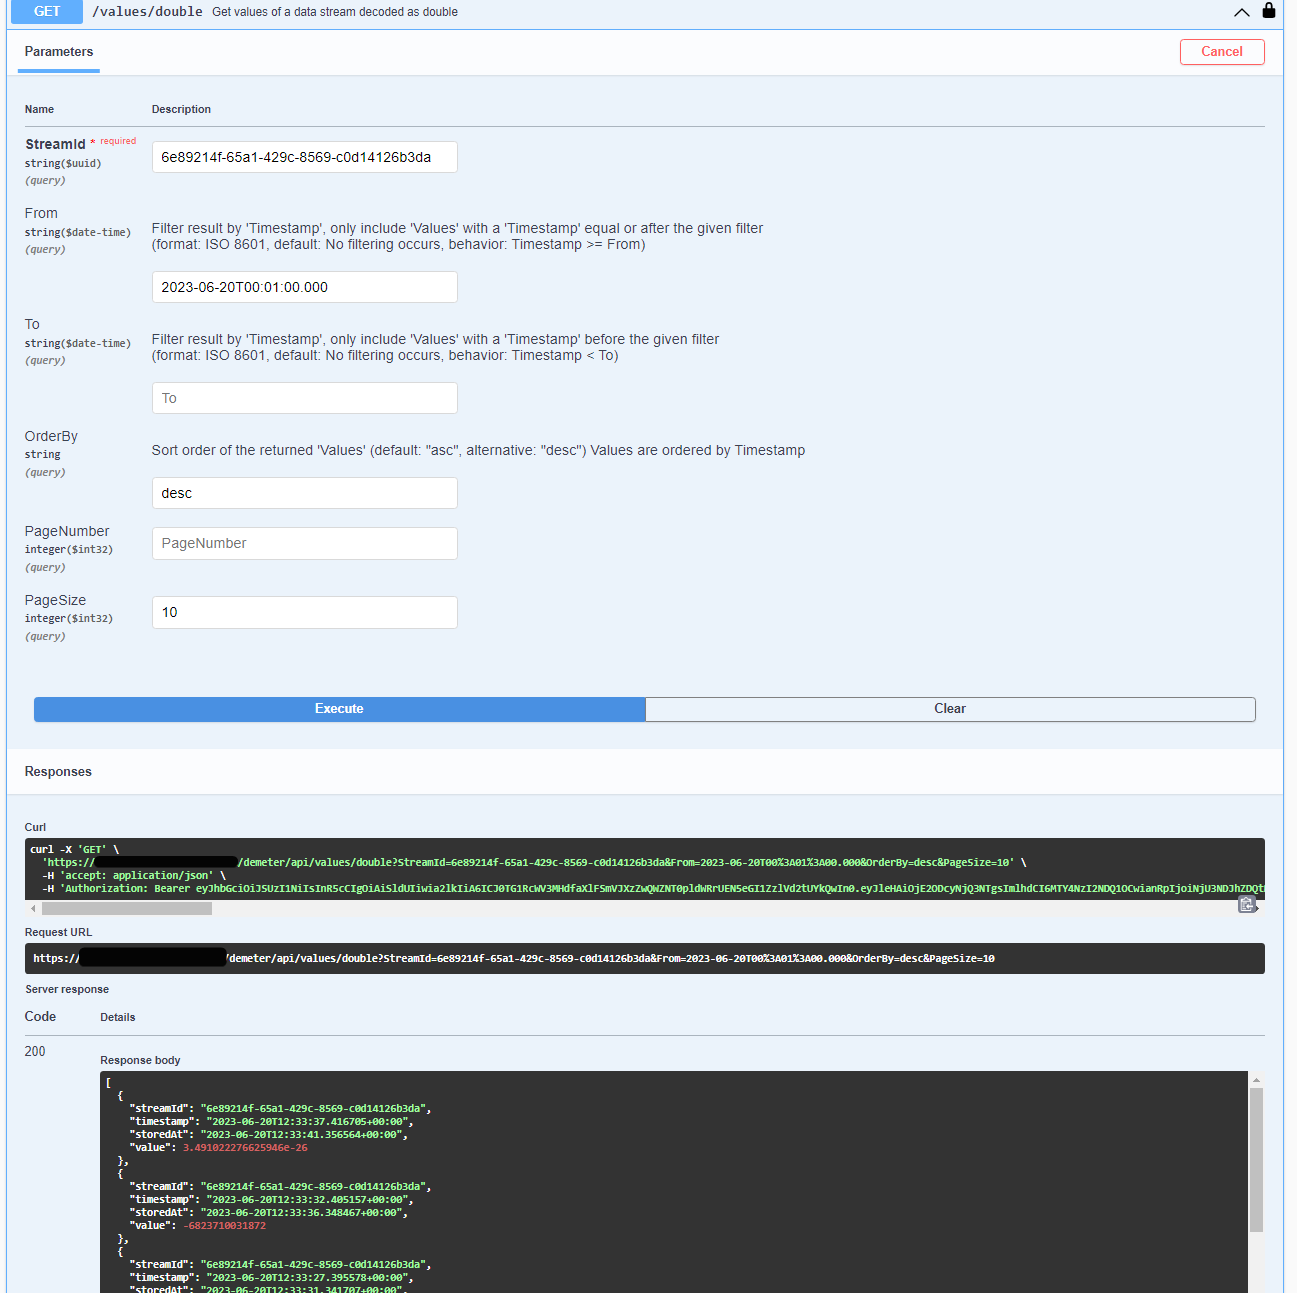 GET /values/double Get values of a data stream decoded as double
Parameters
Cancel
Name Description
StreamId * required
string($uuid)
(query)
6e89214f-65a1-429c-8569-c0d14126b3da
From
string($date-time)
(query)
Filter result by 'Timestamp', only include 'Values' with a 'Timestamp' equal or after the given filter
(format: ISO 8601, default: No filtering occurs, behavior: Timestamp >= From)
2023-06-20T00:01:00.000
To
string($date-time)
(query)
Filter result by 'Timestamp', only include 'Values' with a 'Timestamp' before the given filter
(format: ISO 8601, default: No filtering occurs, behavior: Timestamp < To)
To
OrderBy
string
(query)
Sort order of the returned 'Values' (default: "asc", alternative: "desc") Values are ordered by Timestamp
desc
PageNumber
integer($int32)
(query)
PageNumber
PageSize
integer($int32)
(query)
10
Execute Clear
Responses
Curl
curl -X 'GET' \
'https:// /demeter/api/values/double?StreamId=6e89214f-65a1-429c-8569-c0d14126b3da&From=2023-06-20T00%3A01%3A00.000&OrderBy=desc&PageSize=10' \
-H 'accept: application/json' \
-H 'Authorization: Bearer
Request URL
https:// /demeter/api/values/double?StreamId=6e89214f-65a1-429c-8569-c0d14126b3da&From=2023-06-20T00%3A01%3A00.000&OrderBy=desc&PageSize=10
Server response
Code Details
200
Response body
[
{
"streamId": "6e89214f-65a1-429c-8569-c0d14126b3da",
"timestamp": "2023-06-20T12:33:37.416705+00:00",
"storedAt": "2023-06-20T12:33:41.356564+00:00",
"value": 3.491022276625946e-26
},
{
"streamId": "6e89214f-65a1-429c-8569-c0d14126b3da",
"timestamp": "2023-06-20T12:33:32.405157+00:00",
"storedAt": "2023-06-20T12:33:36.348467+00:00",
"value": -6823710031872
},
{
"streamId": "6e89214f-65a1-429c-8569-c0d14126b3da",
"timestamp": "2023-06-20T12:33:27.395578+00:00",
"storedAt": "2023-06-20T12:33:31.341707+00:00",